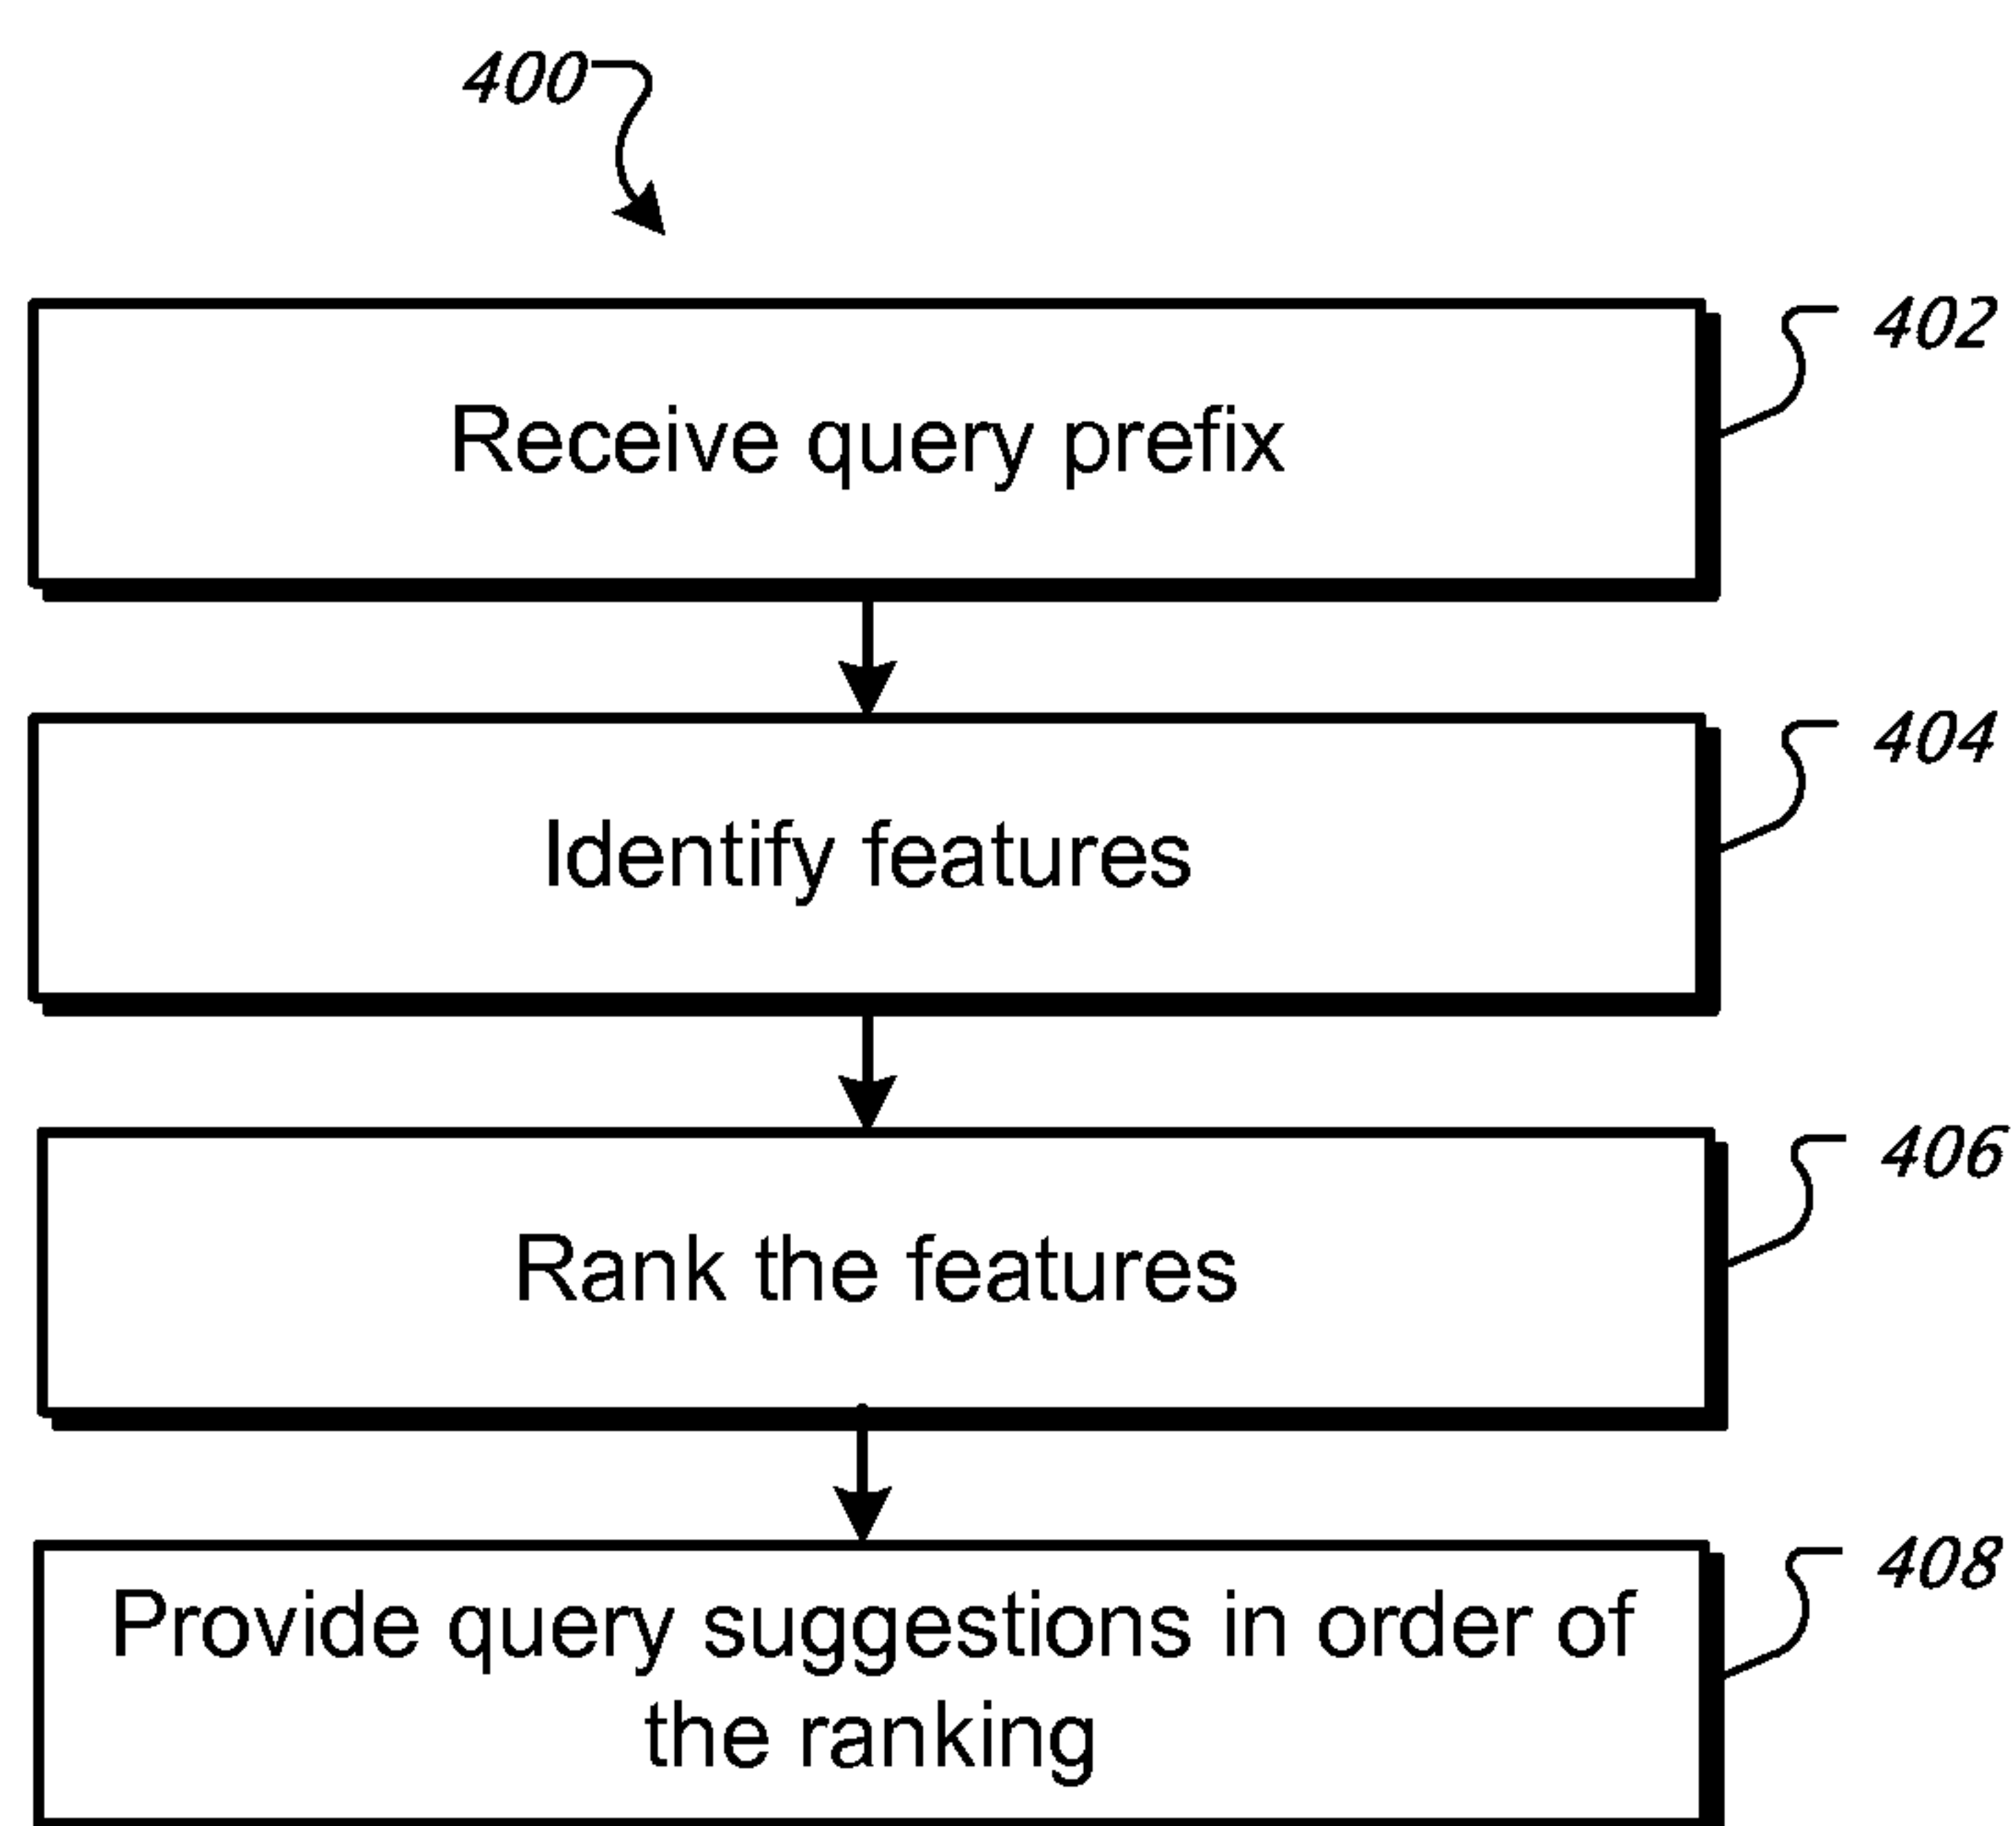 400
402
Receive query prefix
404
Identify features
406
Rank the features
408
Provide query suggestions in order of
the ranking